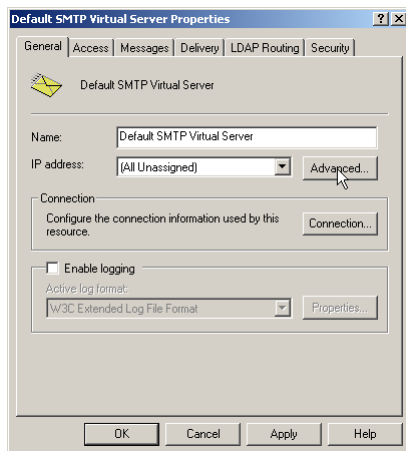 Default SMTP Virtual Server Properties
General Access Messages Delivery LDAP Routing Security
Default SMTP Virtual Server
Name: Default SMTP Virtual Server
IP address: (All Unassigned) Advanced...
Connection
Configure the connection information used by this
resource.
Connection...
Enable logging
Active log format:
W3C Extended Log File Format Properties...
OK Cancel Apply Help